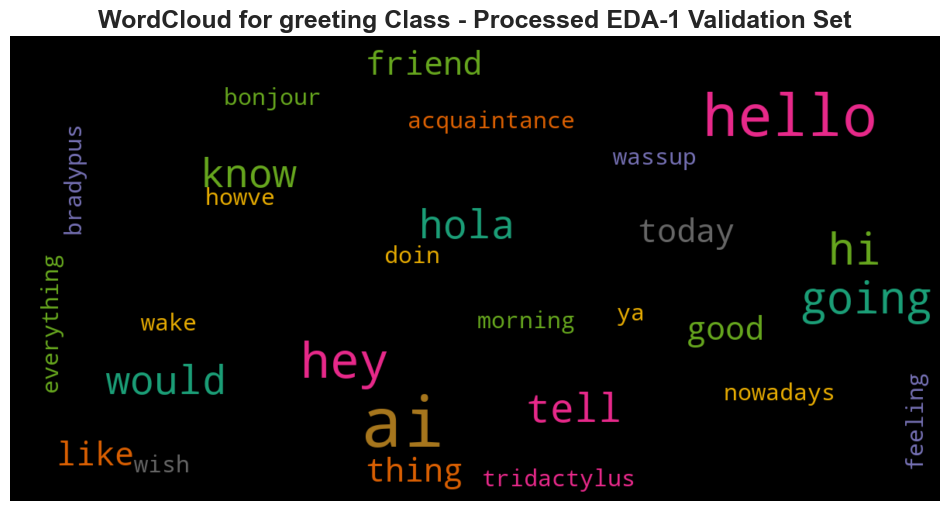 WordCloud for greeting Class - Processed EDA-1 Validation Set
friend
bonjour
hello
acquaintance
wassup
bradypus
know
howve
hola
today
hi
doin
everything
going
wake
morning
ya
good
hey
would
nowadays
tell
feeling
ai
like
wish
thing
tridactylus